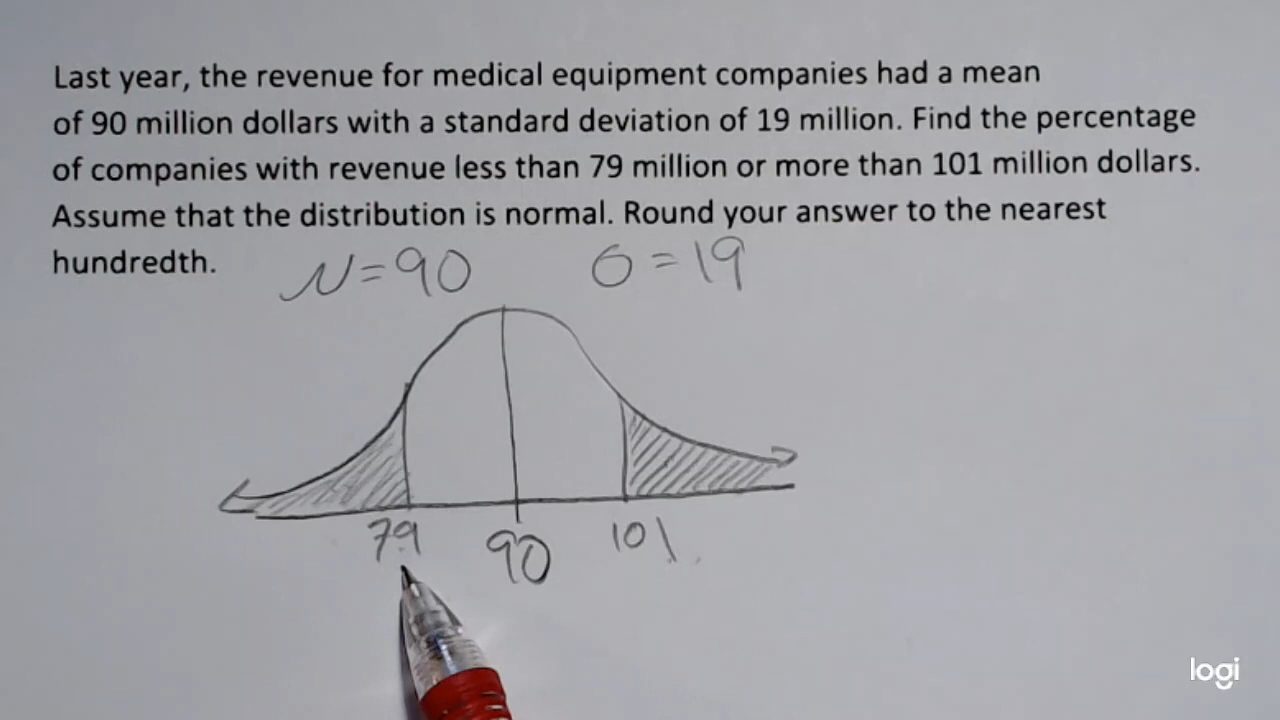 Last year, the revenue for medical equipment companies had a mean
of 90 million dollars with a standard deviation of 19 million. Find the percentage
of companies with revenue less than 79 million or more than 101 million dollars.
Assume that the distribution is normal. Round your answer to the nearest
hundredth.
μ=90 σ=19
79 90 101
logi